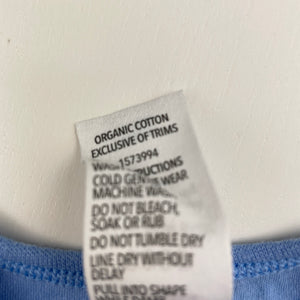 ORGANIC COTTON
EXCLUSIVE OF TRIMS
1573994
COLD WEAR
MACHINE
DO NOT BLEACH,
SOAK OR RUB
DO NOT TUMBLE DRY
LINE DRY WITHOUT
DELAY
PULL INTO SHAPE